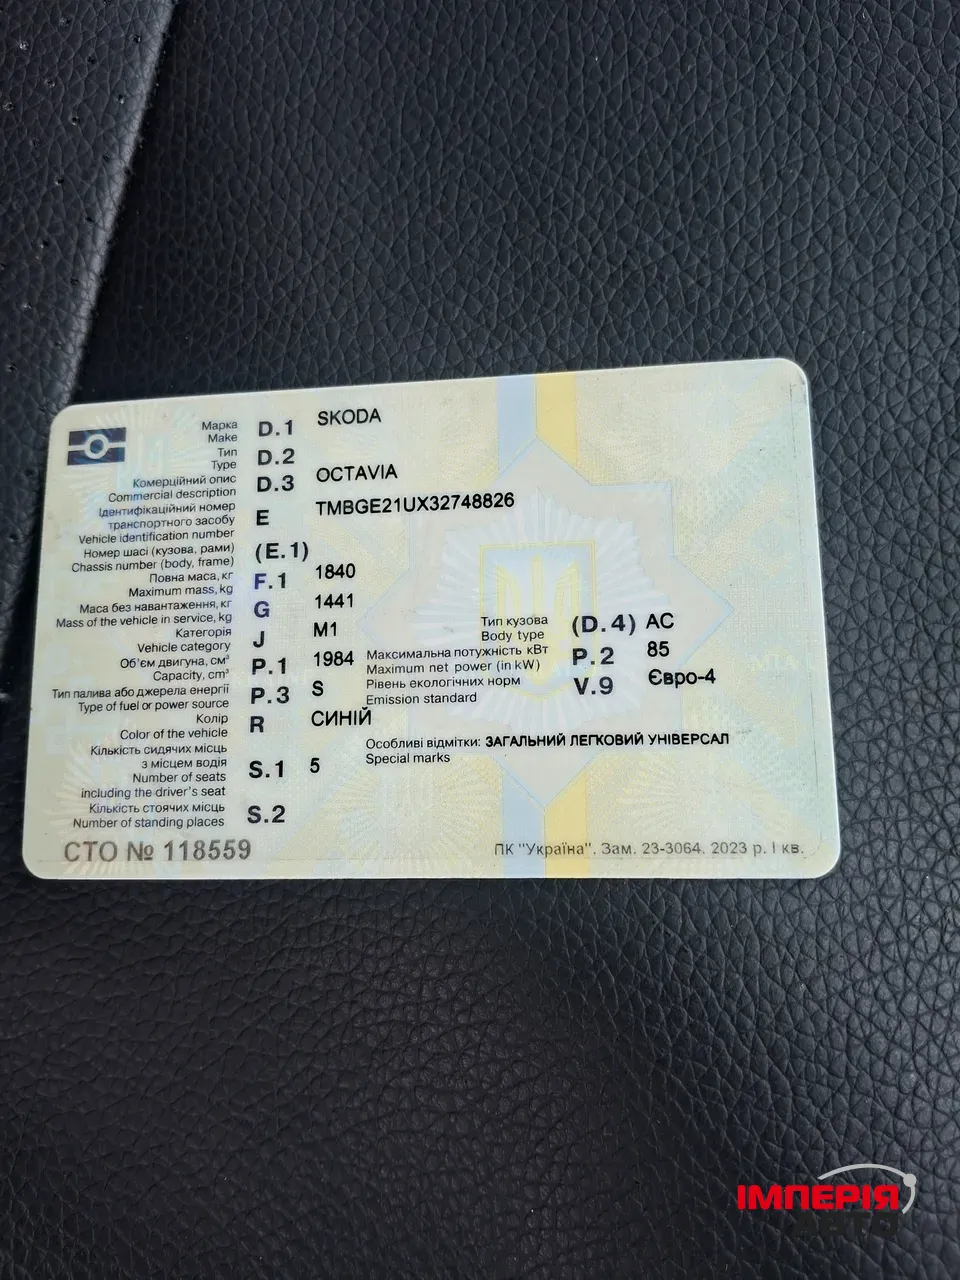 Марка D.1 SKODA
Make
Тип D.2
Type
Комерційний опис D.3 OCTAVIA
Commercial description
Ідентифікаційний номер E TMBGE21UX32748826
транспортного засобу
Vehicle identification number
Номер шасі (кузова, рами) (E.1)
Chassis number (body, frame)
Повна маса, кг F.1 1840
Maximum mass, kg
Маса без навантаження, кг G 1441
Mass of the vehicle in service, kg
Категорія J M1
Vehicle category
Тип кузова (D.4) AC
Body type
Об'єм двигуна, см³ P.1 1984
Capacity, cm³
Максимальна потужність кВт P.2 85
Maximum net power (in kW)
Тип палива або джерела енергії P.3 S
Type of fuel or power source
Рівень екологічних норм V.9 Євро-4
Emission standard
Колір R СИНІЙ
Color of the vehicle
Особливі відмітки: ЗАГАЛЬНИЙ ЛЕГКОВИЙ УНІВЕРСАЛ
Special marks
Кількість сидячих місць
з місцем водія S.1 5
Number of seats
including the driver's seat
Кількість стоячих місць S.2
Number of standing places
СТО № 118559
ПК "Україна". Зам. 23-3064. 2023 р. І кв.
ІМПЕРІЯ
АВТО